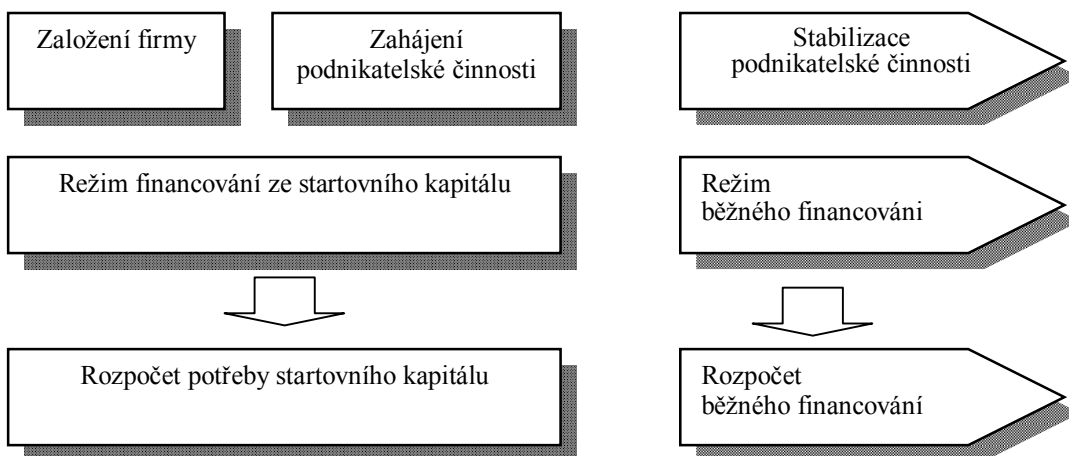 Založení firmy
Zahájení
podnikatelské činnosti
Stabilizace
podnikatelské činnosti
Režim financování ze startovního kapitálu
Režim
běžného financováni
Rozpočet potřeby startovního kapitálu
Rozpočet
běžného financování